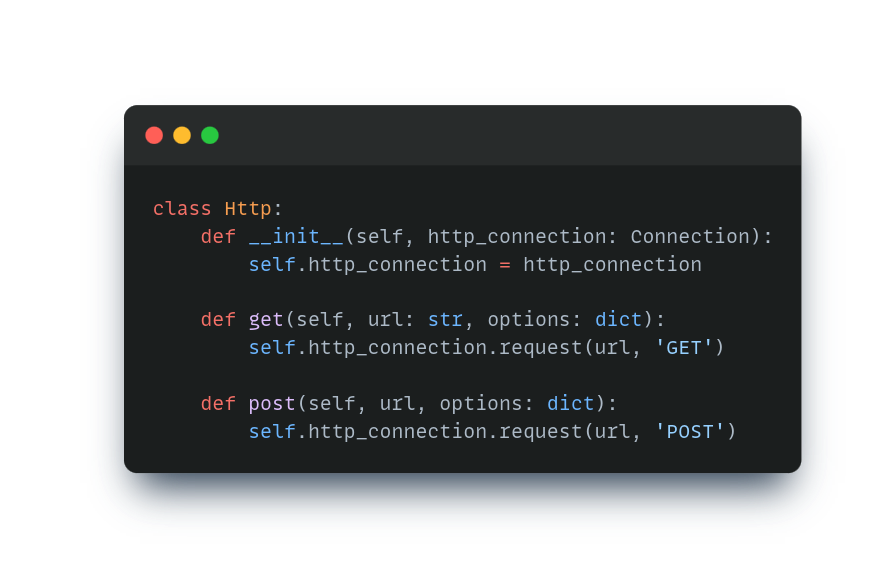 class Http:
    def __init__(self, http_connection: Connection):
        self.http_connection = http_connection
    def get(self, url: str, options: dict):
        self.http_connection.request(url, 'GET')
    def post(self, url, options: dict):
        self.http_connection.request(url, 'POST')